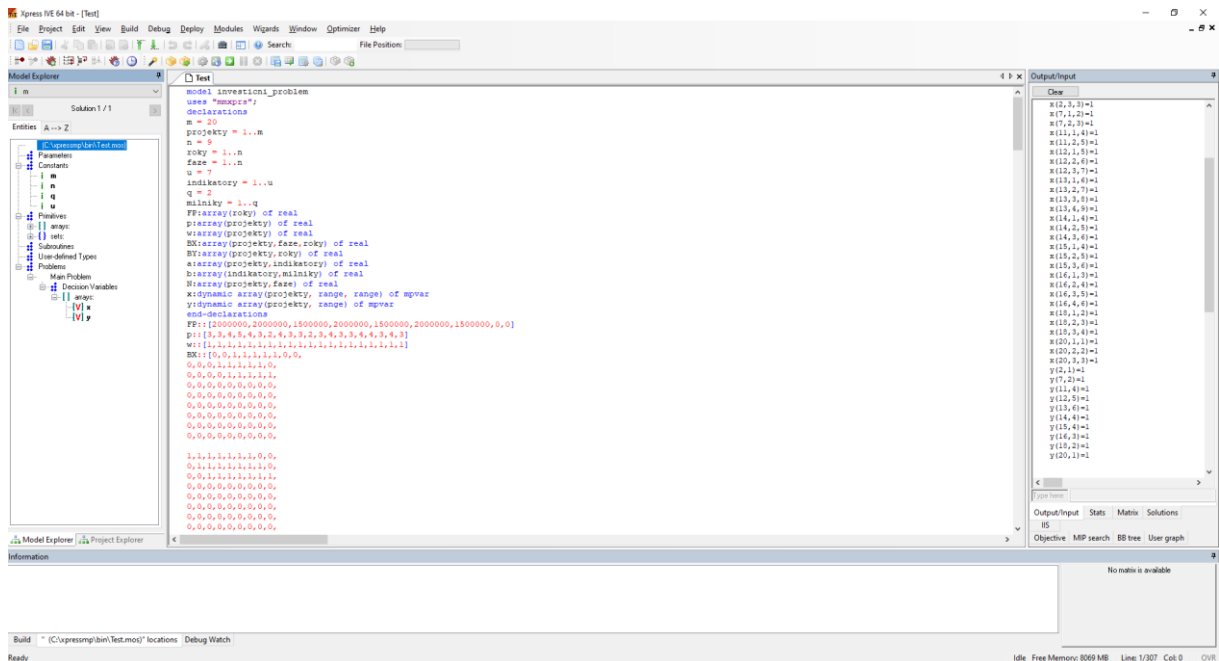 Xpress IVE 64 bit - [Test]
File Project Edit View Build Debug Deploy Modules Wizards Window Optimizer Help
Search: File Position:
Model Explorer
i m
Solution 1 / 1
Entities A --> Z
(C:\xpressmp\bin\Test.mos)
Parameters
Constants
i m
i n
i q
i u
Primitives
[ ] arrays:
{ } sets:
Subroutines
User-defined Types
Problems
Main Problem
Decision Variables
[ ] arrays:
[V] x
[V] y
Model Explorer Project Explorer
Test
model investicni_problem
uses "mmxprs";
declarations
m = 20
projekty = 1..m
n = 9
roky = 1..n
faze = 1..n
u = 7
indikatory = 1..u
q = 2
milniky = 1..q
FP:array(roky) of real
p:array(projekty) of real
w:array(projekty) of real
BX:array(projekty,faze,roky) of real
BY:array(projekty,roky) of real
a:array(projekty,indikatory) of real
b:array(indikatory,milniky) of real
N:array(projekty,faze) of real
x:dynamic array(projekty, range, range) of mpvar
y:dynamic array(projekty, range) of mpvar
end-declarations
FP::[2000000,2000000,1500000,2000000,1500000,2000000,1500000,0,0]
p::[3,3,4,5,4,3,2,4,3,3,2,3,4,3,3,4,4,3,4,3]
w::[1,1,1,1,1,1,1,1,1,1,1,1,1,1,1,1,1,1,1,1]
BX::[0,0,1,1,1,1,1,0,0,
0,0,0,1,1,1,1,1,0,
0,0,0,0,1,1,1,1,1,
0,0,0,0,0,0,0,0,0,
0,0,0,0,0,0,0,0,0,
0,0,0,0,0,0,0,0,0,
0,0,0,0,0,0,0,0,0,
0,0,0,0,0,0,0,0,0,
1,1,1,1,1,1,1,0,0,
0,1,1,1,1,1,1,1,0,
0,0,1,1,1,1,1,1,1,
0,0,0,0,0,0,0,0,0,
0,0,0,0,0,0,0,0,0,
0,0,0,0,0,0,0,0,0,
0,0,0,0,0,0,0,0,0,
0,0,0,0,0,0,0,0,0,
Output/Input
Clear
x(2,3,3)=1
x(7,1,2)=1
x(7,2,3)=1
x(11,1,4)=1
x(11,2,5)=1
x(12,1,5)=1
x(12,2,6)=1
x(12,3,7)=1
x(13,1,6)=1
x(13,2,7)=1
x(13,3,8)=1
x(13,4,9)=1
x(14,1,4)=1
x(14,2,5)=1
x(14,3,6)=1
x(15,1,4)=1
x(15,2,5)=1
x(15,3,6)=1
x(16,1,3)=1
x(16,2,4)=1
x(16,3,5)=1
x(16,4,6)=1
x(18,1,2)=1
x(18,2,3)=1
x(18,3,4)=1
x(20,1,1)=1
x(20,2,2)=1
x(20,3,3)=1
y(2,1)=1
y(7,2)=1
y(11,4)=1
y(12,5)=1
y(13,6)=1
y(14,4)=1
y(15,4)=1
y(16,3)=1
y(18,2)=1
y(20,1)=1
Type here:
Output/Input Stats Matrix Solutions
IIS
Objective MIP search BB tree User graph
Information
No matrix is available
Build " (C:\xpressmp\bin\Test.mos)" locations Debug Watch
Ready
Idle Free Memory: 8069 MB Line: 1/307 Col: 0 OVR